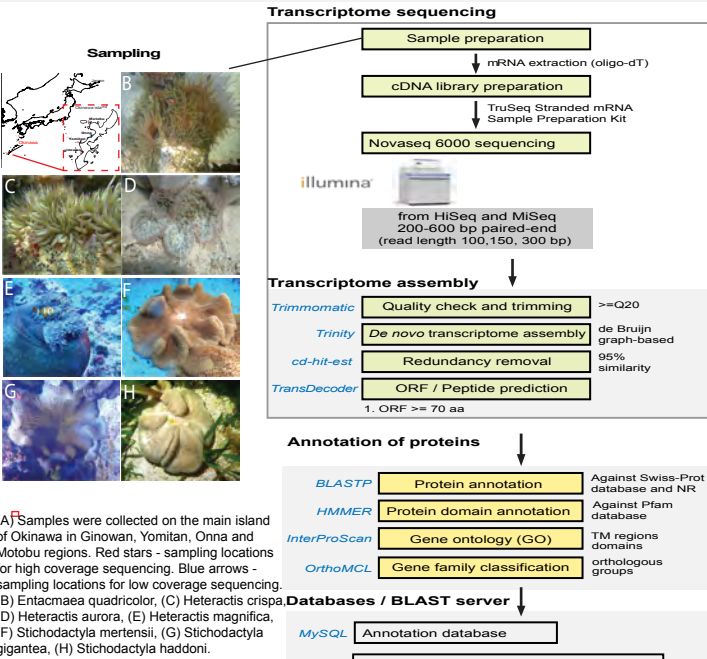 Transcriptome sequencing
Sampling
B
C
D
E
F
G
H
Okinawa
Sample preparation
mRNA extraction (oligo-dT)
cDNA library preparation
TruSeq Stranded mRNA
Sample Preparation Kit
Novaseq 6000 sequencing
illumina
from HiSeq and MiSeq
200-600 bp paired-end
(read length 100,150, 300 bp)
Transcriptome assembly
Trimmomatic Quality check and trimming >=Q20
Trinity De novo transcriptome assembly de Bruijn
graph-based
cd-hit-est Redundancy removal 95%
similarity
TransDecoder ORF / Peptide prediction
1. ORF >= 70 aa
Annotation of proteins
BLASTP Protein annotation Against Swiss-Prot
database and NR
HMMER Protein domain annotation Against Pfam
database
InterProScan Gene ontology (GO) TM regions
domains
OrthoMCL Gene family classification orthologous
groups
Databases / BLAST server
MySQL Annotation database
A) Samples were collected on the main island
of Okinawa in Ginowan, Yomitan, Onna and
Motobu regions. Red stars - sampling locations
for high coverage sequencing. Blue arrows -
sampling locations for low coverage sequencing.
(B) Entacmaea quadricolor, (C) Heteractis crispa,
(D) Heteractis aurora, (E) Heteractis magnifica,
(F) Stichodactyla mertensii, (G) Stichodactyla
gigantea, (H) Stichodactyla haddoni.